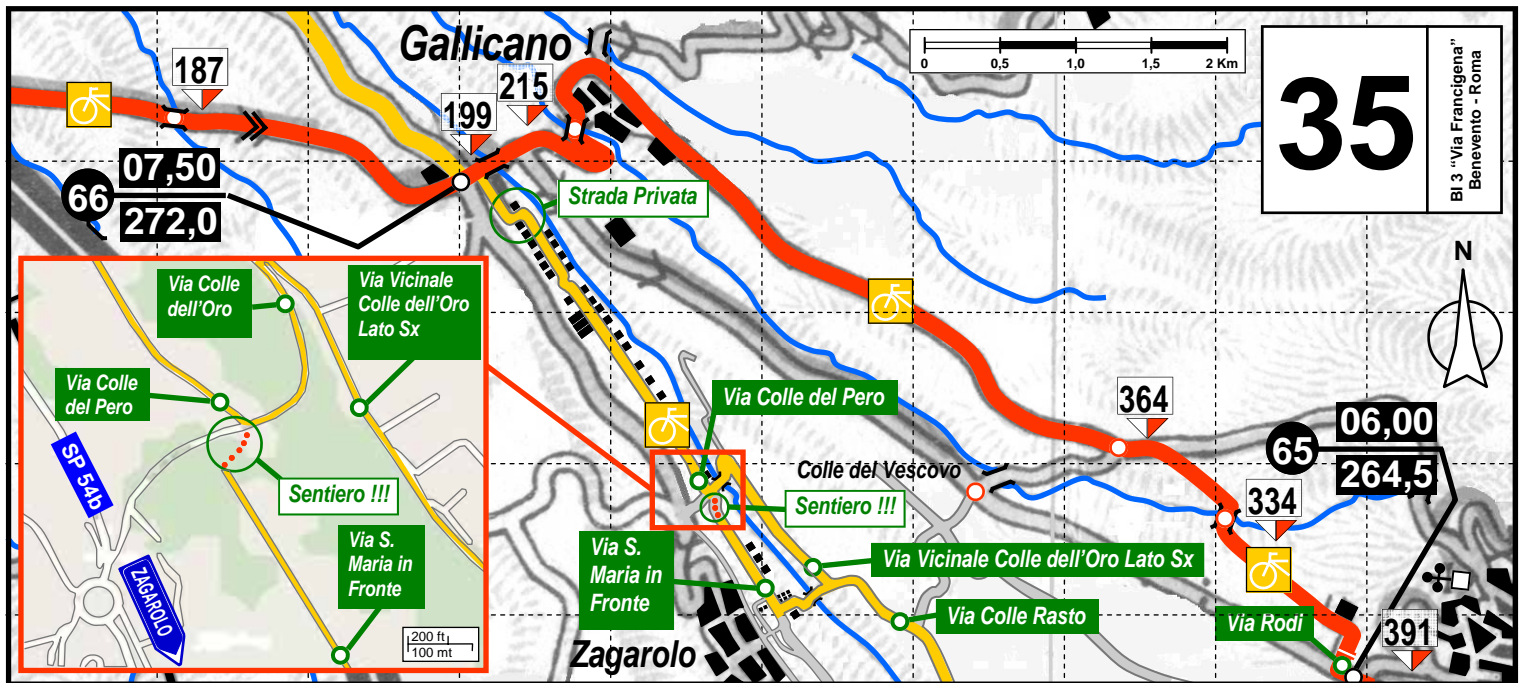 Gallicano
187
199
215
0 0,5 1,0 1,5 2 Km
35
BI 3 “Via Francigena”
Benevento - Roma
66
07,50
272,0
Strada Privata
N
Via Colle
dell’Oro
Via Vicinale
Colle dell’Oro
Lato Sx
Via Colle
del Pero
SP 54b
Sentiero !!!
Via S.
Maria in
Fronte
ZAGAROLO
200 ft
100 mt
Via Colle del Pero
Colle del Vescovo
Sentiero !!!
364
65
06,00
264,5
334
Via S.
Maria in
Fronte
Via Vicinale Colle dell’Oro Lato Sx
Via Colle Rasto
Via Rodi
391
Zagarolo